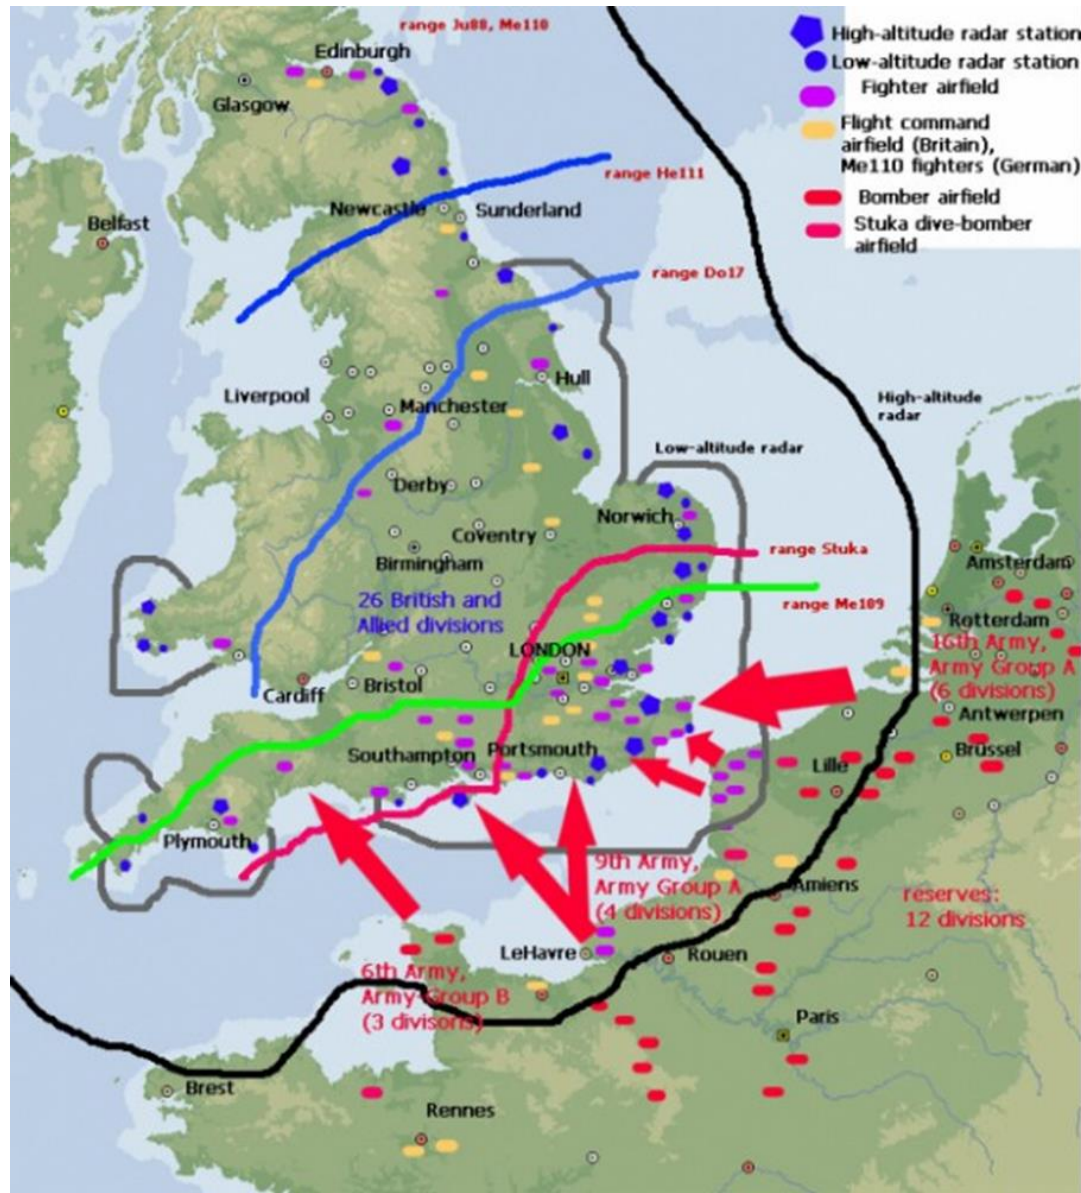 range Ju88, Me110
High-altitude radar station
Low-altitude radar station
Fighter airfield
Flight command
airfield (Britain),
Me110 fighters (German)
Bomber airfield
Stuka dive-bomber
airfield
Edinburgh
Glasgow
range He111
Newcastle
Sunderland
Belfast
range Do17
Hull
Liverpool
Manchester
High-altitude
radar
Low-altitude radar
Derby
Norwich
Coventry
Birmingham
range Stuka
Amsterdam
26 British and
Allied divisions
range Me109
Rotterdam
LONDON
16th Army,
Army Group A
(6 divisions)
Cardiff
Bristol
Antwerpen
Southampton
Portsmouth
Brüssel
Lille
Plymouth
9th Army,
Army Group A
(4 divisions)
Amiens
reserves:
12 divisions
LeHavre
Rouen
6th Army,
Army Group B
(3 divisons)
Paris
Brest
Rennes